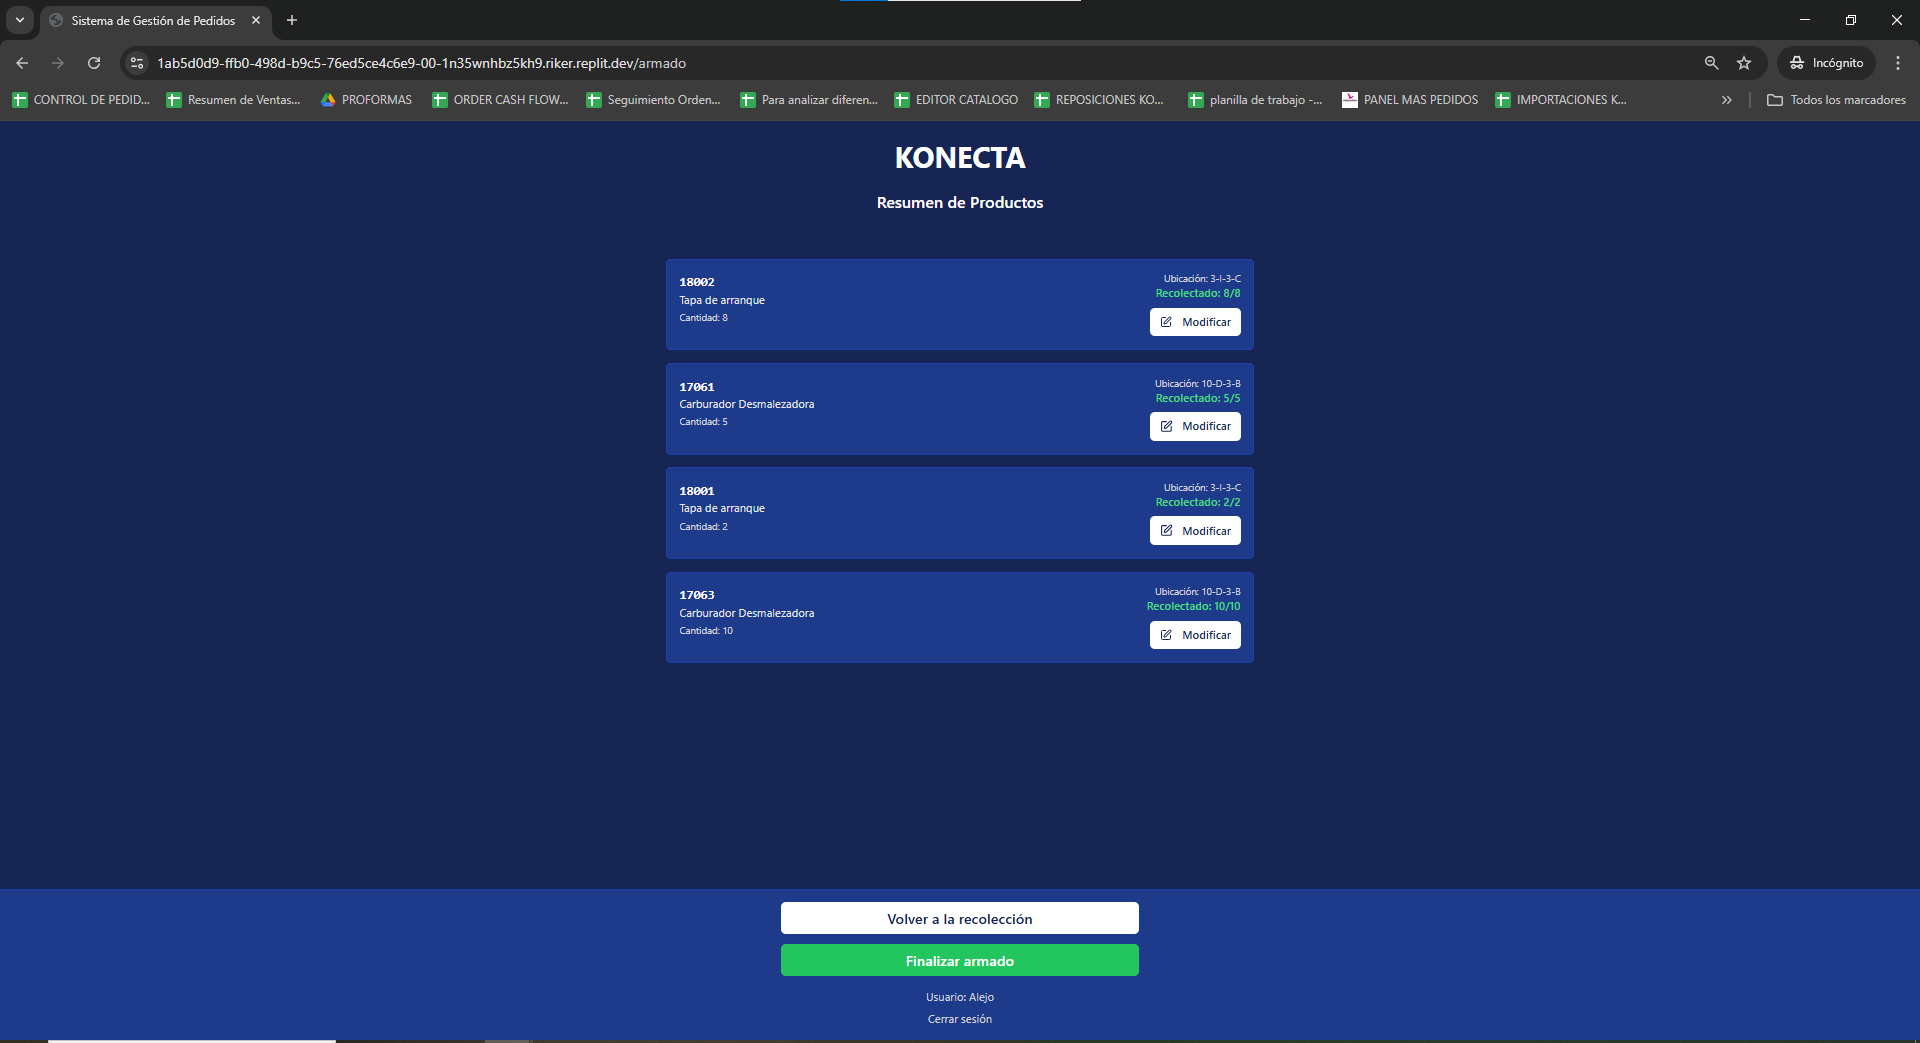 Sistema de Gestión de Pedidos
1ab5d0d9-ffb0-498d-b9c5-76ed5ce4c6e9-00-1n35wnhbz5kh9.riker.replit.dev/armado
Incógnito
CONTROL DE PEDID...
Resumen de Ventas...
PROFORMAS
ORDER CASH FLOW...
Seguimiento Orden...
Para analizar diferen...
EDITOR CATALOGO
REPOSICIONES KO...
planilla de trabajo -...
PANEL MAS PEDIDOS
IMPORTACIONES K...
Todos los marcadores
KONECTA
Resumen de Productos
18002
Tapa de arranque
Cantidad: 8
Ubicación: 3-I-3-C
Recolectado: 8/8
Modificar
17061
Carburador Desmalezadora
Cantidad: 5
Ubicación: 10-D-3-B
Recolectado: 5/5
Modificar
18001
Tapa de arranque
Cantidad: 2
Ubicación: 3-I-3-C
Recolectado: 2/2
Modificar
17063
Carburador Desmalezadora
Cantidad: 10
Ubicación: 10-D-3-B
Recolectado: 10/10
Modificar
Volver a la recolección
Finalizar armado
Usuario: Alejo
Cerrar sesión